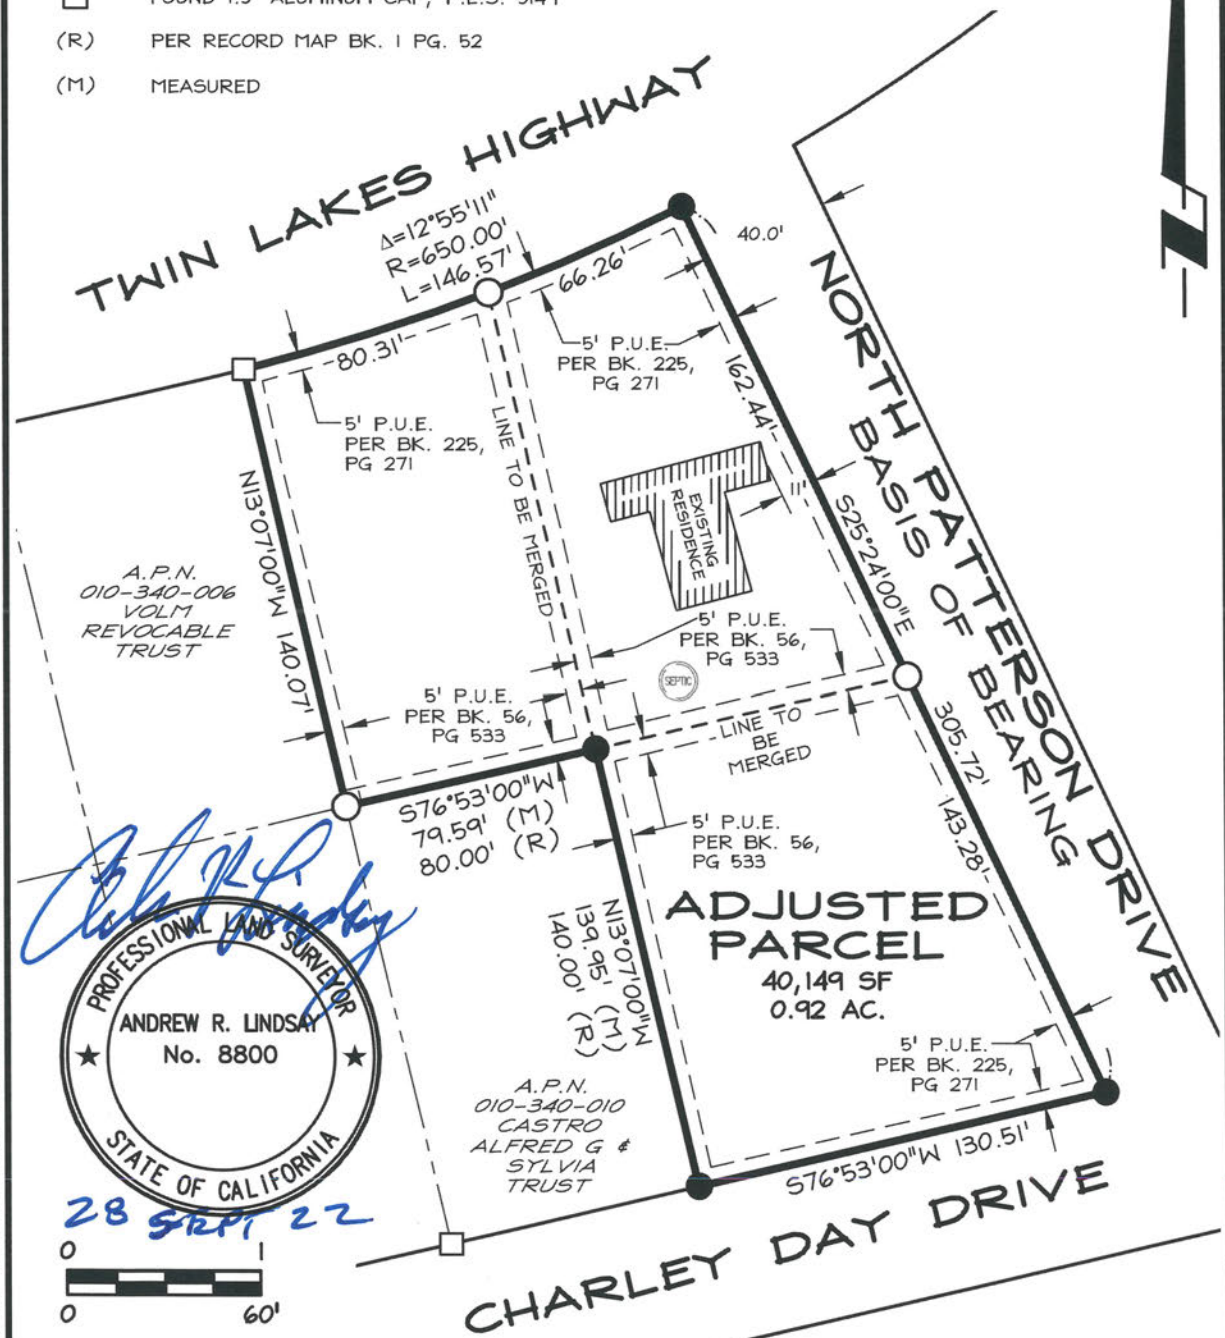 FOUND 1.5" ALUMINUM CAP, P.L.S. 5144
(R) PER RECORD MAP BK. 1 PG. 52
(M) MEASURED
TWIN LAKES HIGHWAY
Δ=12°55'11"
R=650.00'
L=146.57'
66.26'
80.31'
40.0'
5' P.U.E.
PER BK. 225,
PG 271
5' P.U.E.
PER BK. 225,
PG 271
162.44'
NORTH PATTERSON DRIVE
BASIS OF BEARING
S25°24'00"E
305.72'
143.28'
11'
EXISTING
RESIDENCE
LINE TO BE MERGED
N13°07'00"W 140.07'
A.P.N.
010-340-006
VOLM
REVOCABLE
TRUST
5' P.U.E.
PER BK. 56,
PG 533
SEPTIC
5' P.U.E.
PER BK. 56,
PG 533
LINE TO
BE
MERGED
S76°53'00"W
79.59' (M)
80.00' (R)
5' P.U.E.
PER BK. 56,
PG 533
N13°07'00"W
139.95' (M)
140.00' (R)
ADJUSTED
PARCEL
40,149 SF
0.92 AC.
5' P.U.E.
PER BK. 225,
PG 271
PROFESSIONAL LAND SURVEYOR
ANDREW R. LINDSAY
No. 8800
STATE OF CALIFORNIA
28 SEPT 22
A.P.N.
010-340-010
CASTRO
ALFRED G &
SYLVIA
TRUST
S76°53'00"W 130.51'
CHARLEY DAY DRIVE
0 1
0 60'